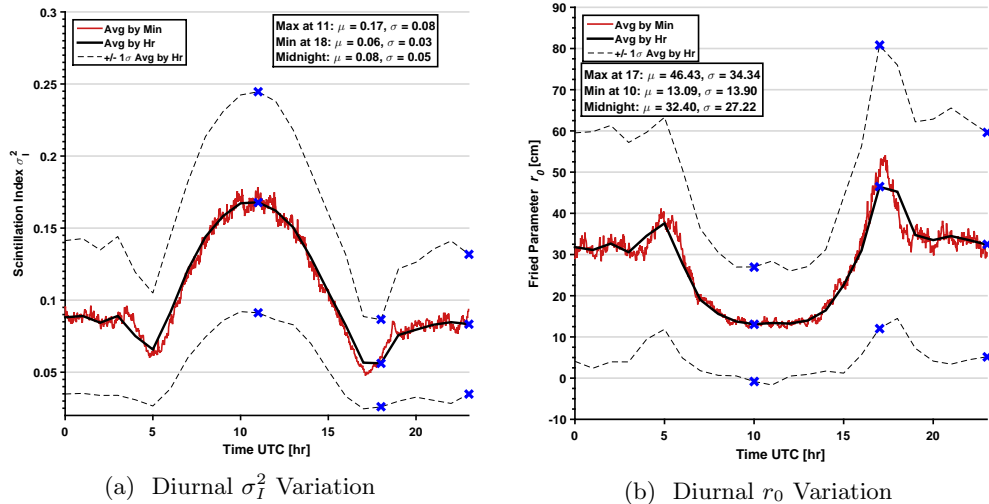 Avg by Min
Avg by Hr
+/- 1σ Avg by Hr
Max at 11: μ = 0.17, σ = 0.08
Min at 18: μ = 0.06, σ = 0.03
Midnight: μ = 0.08, σ = 0.05
0.3
0.25
0.2
0.15
0.1
0.05
Scintillation Index σ_I^2
0 5 10 15 20
Time UTC [hr]
(a) Diurnal σ_I^2 Variation
Avg by Min
Avg by Hr
+/- 1σ Avg by Hr
Max at 17: μ = 46.43, σ = 34.34
Min at 10: μ = 13.09, σ = 13.90
Midnight: μ = 32.40, σ = 27.22
90
80
70
60
50
40
30
20
10
0
-10
Fried Parameter r_0 [cm]
0 5 10 15 20
Time UTC [hr]
(b) Diurnal r_0 Variation